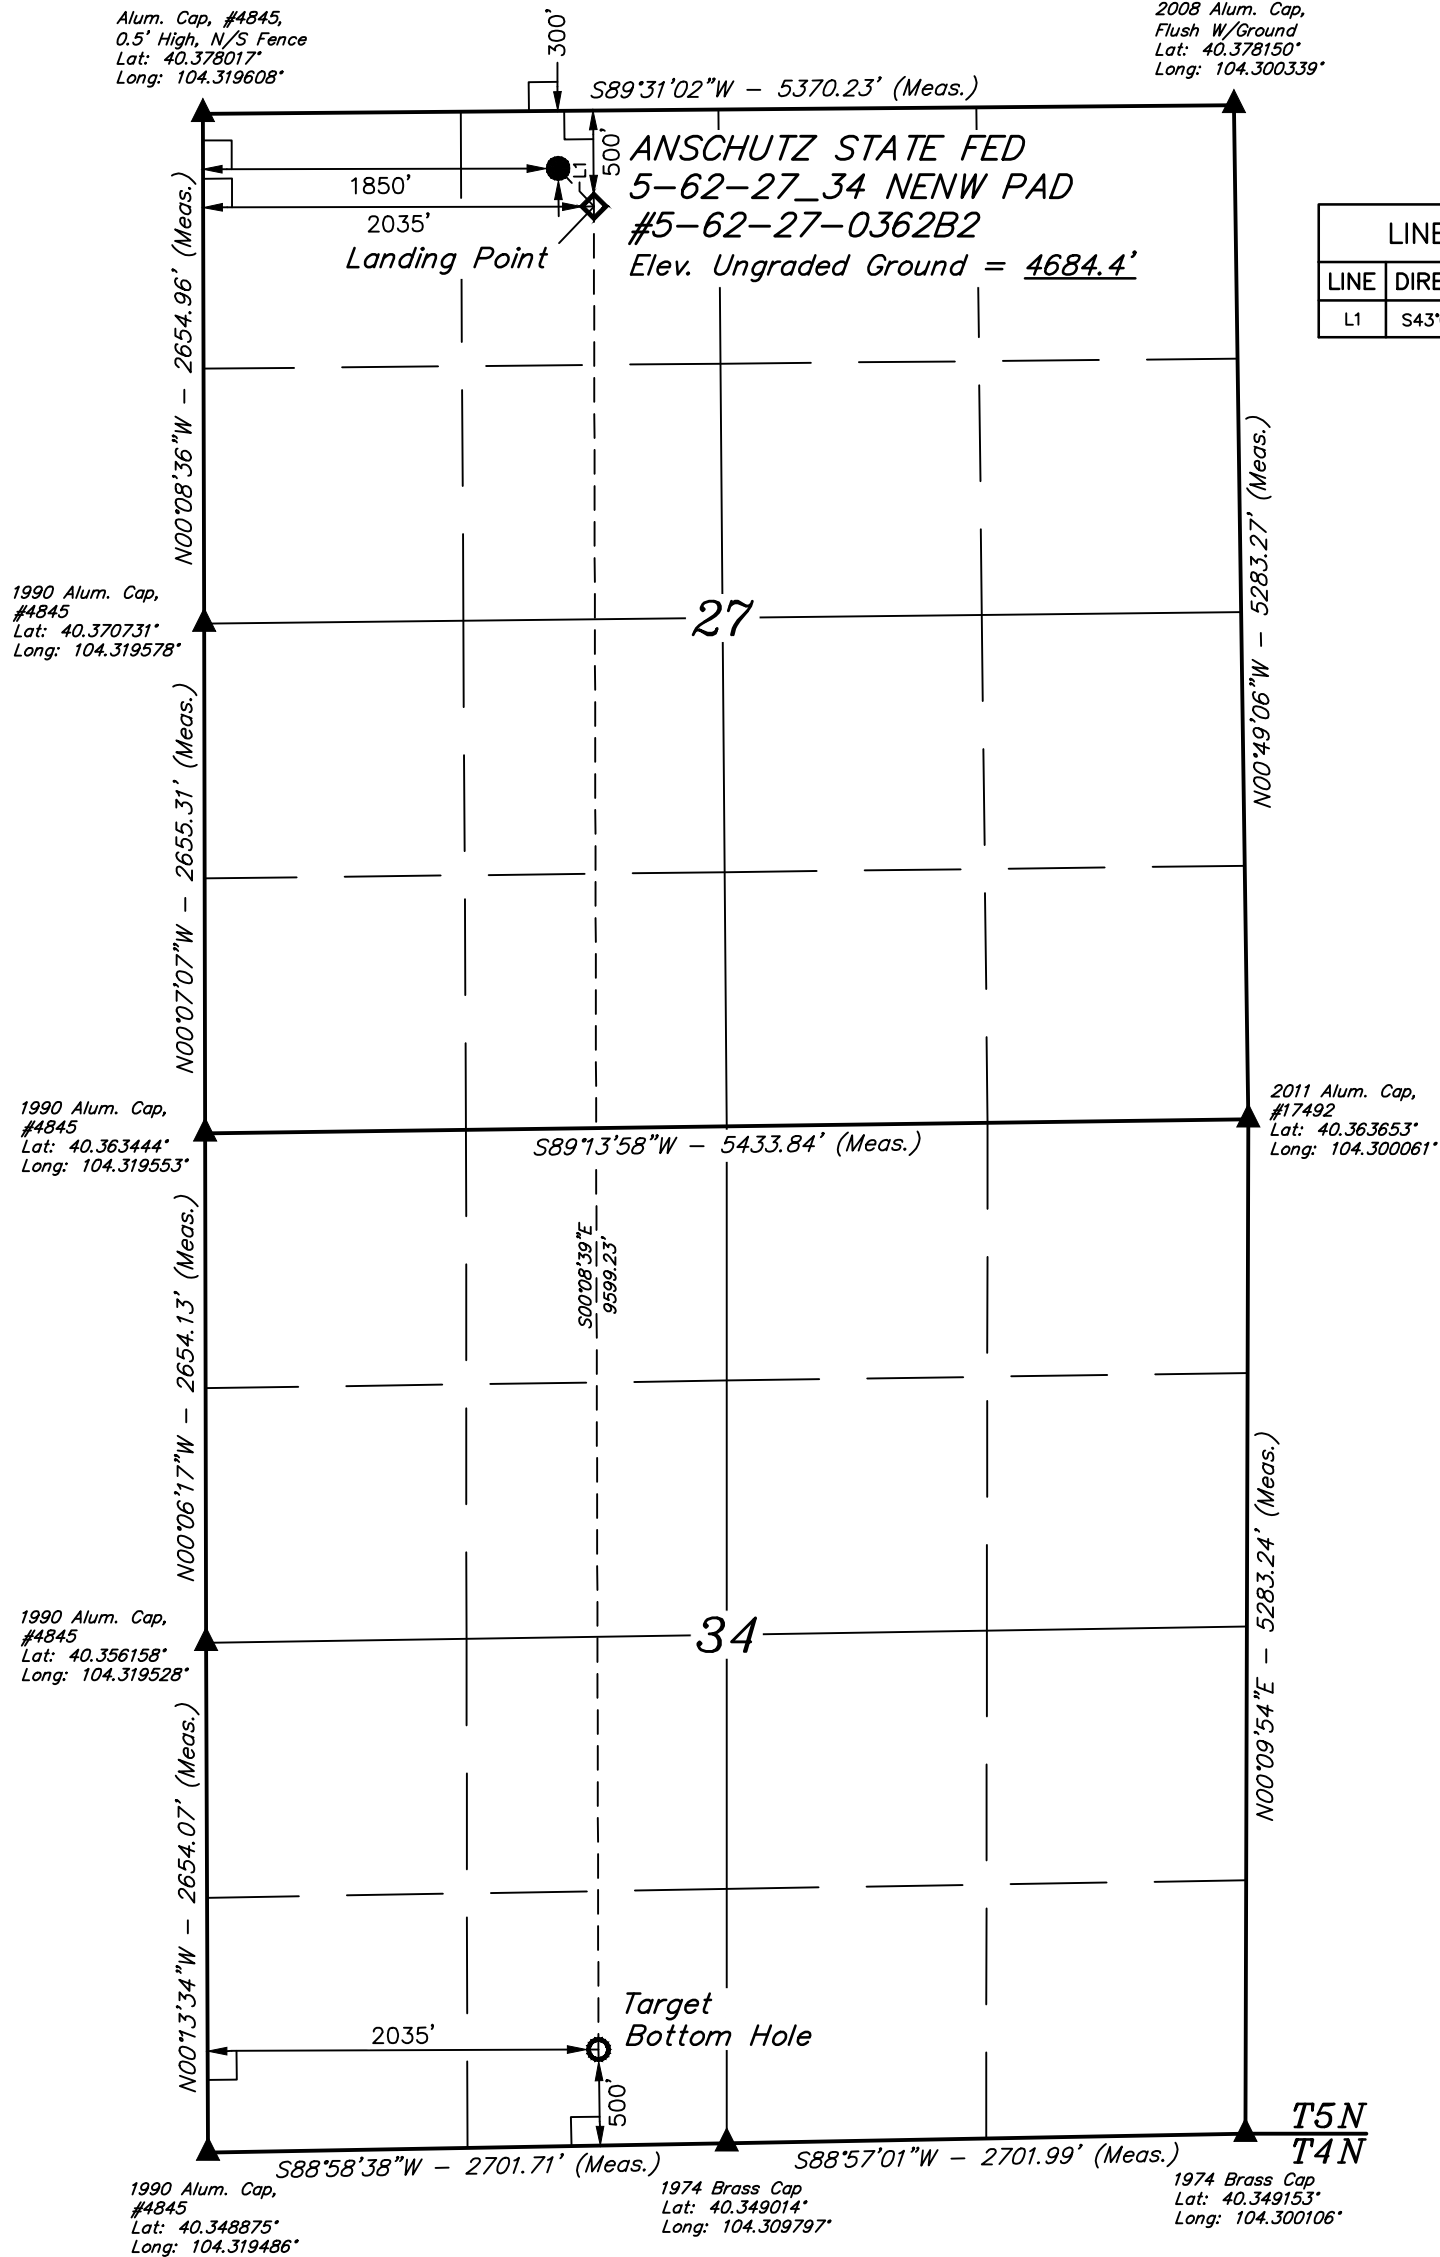 Alum. Cap, #4845,
0.5' High, N/S Fence
Lat: 40.378017°
Long: 104.319608°
300'
2008 Alum. Cap,
Flush W/Ground
Lat: 40.378150°
Long: 104.300339°
S89°31'02"W - 5370.23' (Meas.)
1850'
2035'
L1
500'
Landing Point
ANSCHUTZ STATE FED
5-62-27_34 NENW PAD
#5-62-27-0362B2
Elev. Ungraded Ground = 4684.4'
LINE
LINE DIRE
L1 S43°
N00°08'36"W - 2654.96' (Meas.)
N00°49'06"W - 5283.27' (Meas.)
1990 Alum. Cap,
#4845
Lat: 40.370731°
Long: 104.319578°
27
N00°07'07"W - 2655.31' (Meas.)
1990 Alum. Cap,
#4845
Lat: 40.363444°
Long: 104.319553°
S89°13'58"W - 5433.84' (Meas.)
2011 Alum. Cap,
#17492
Lat: 40.363653°
Long: 104.300061°
S00°08'39"E
9599.23'
N00°06'17"W - 2654.13' (Meas.)
N00°09'54"E - 5283.24' (Meas.)
1990 Alum. Cap,
#4845
Lat: 40.356158°
Long: 104.319528°
34
N00°13'34"W - 2654.07' (Meas.)
Target
Bottom Hole
2035'
500'
T5N
T4N
S88°58'38"W - 2701.71' (Meas.)
S88°57'01"W - 2701.99' (Meas.)
1990 Alum. Cap,
#4845
Lat: 40.348875°
Long: 104.319486°
1974 Brass Cap
Lat: 40.349014°
Long: 104.309797°
1974 Brass Cap
Lat: 40.349153°
Long: 104.300106°